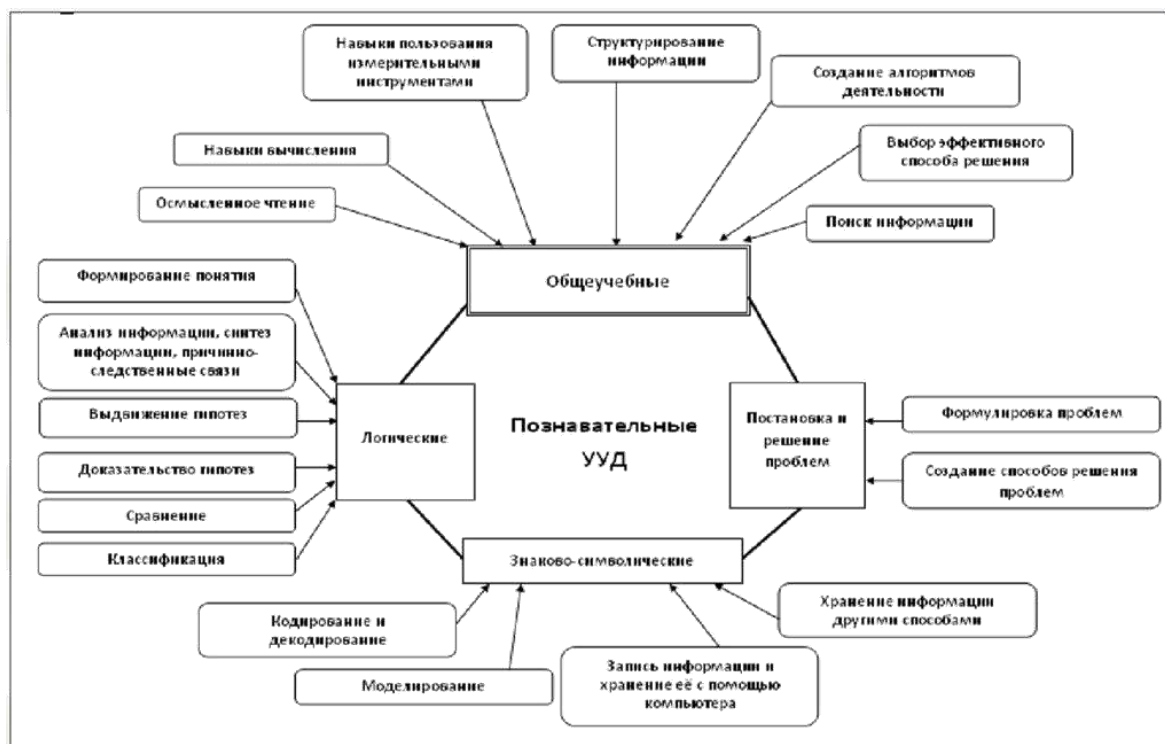 Навыки пользования
измерительными
инструментами
Структурирование
информации
Создание алгоритмов
деятельности
Навыки вычисления
Выбор эффективного
способа решения
Осмысленное чтение
Поиск информации
Общеучебные
Формирование понятия
Анализ информации, синтез
информации, причинно-
следственные связи
Выдвижение гипотез
Доказательство гипотез
Сравнение
Классификация
Логические
Познавательные
УУД
Постановка и
решение
проблем
Формулировка проблем
Создание способов решения
проблем
Знаково-символические
Кодирование и
декодирование
Моделирование
Запись информации и
хранение её с помощью
компьютера
Хранение информации
другими способами